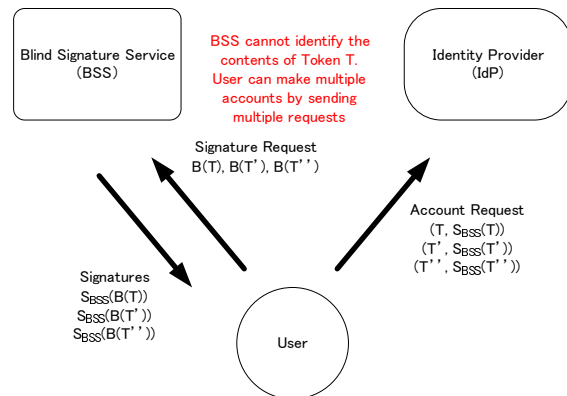 Blind Signature Service
(BSS)
BSS cannot identify the
contents of Token T.
User can make multiple
accounts by sending
multiple requests
Identity Provider
(IdP)
Signature Request
B(T), B(T'), B(T'')
Account Request
(T, SBSS(T))
(T', SBSS(T'))
(T'', SBSS(T''))
Signatures
SBSS(B(T))
SBSS(B(T'))
SBSS(B(T''))
User